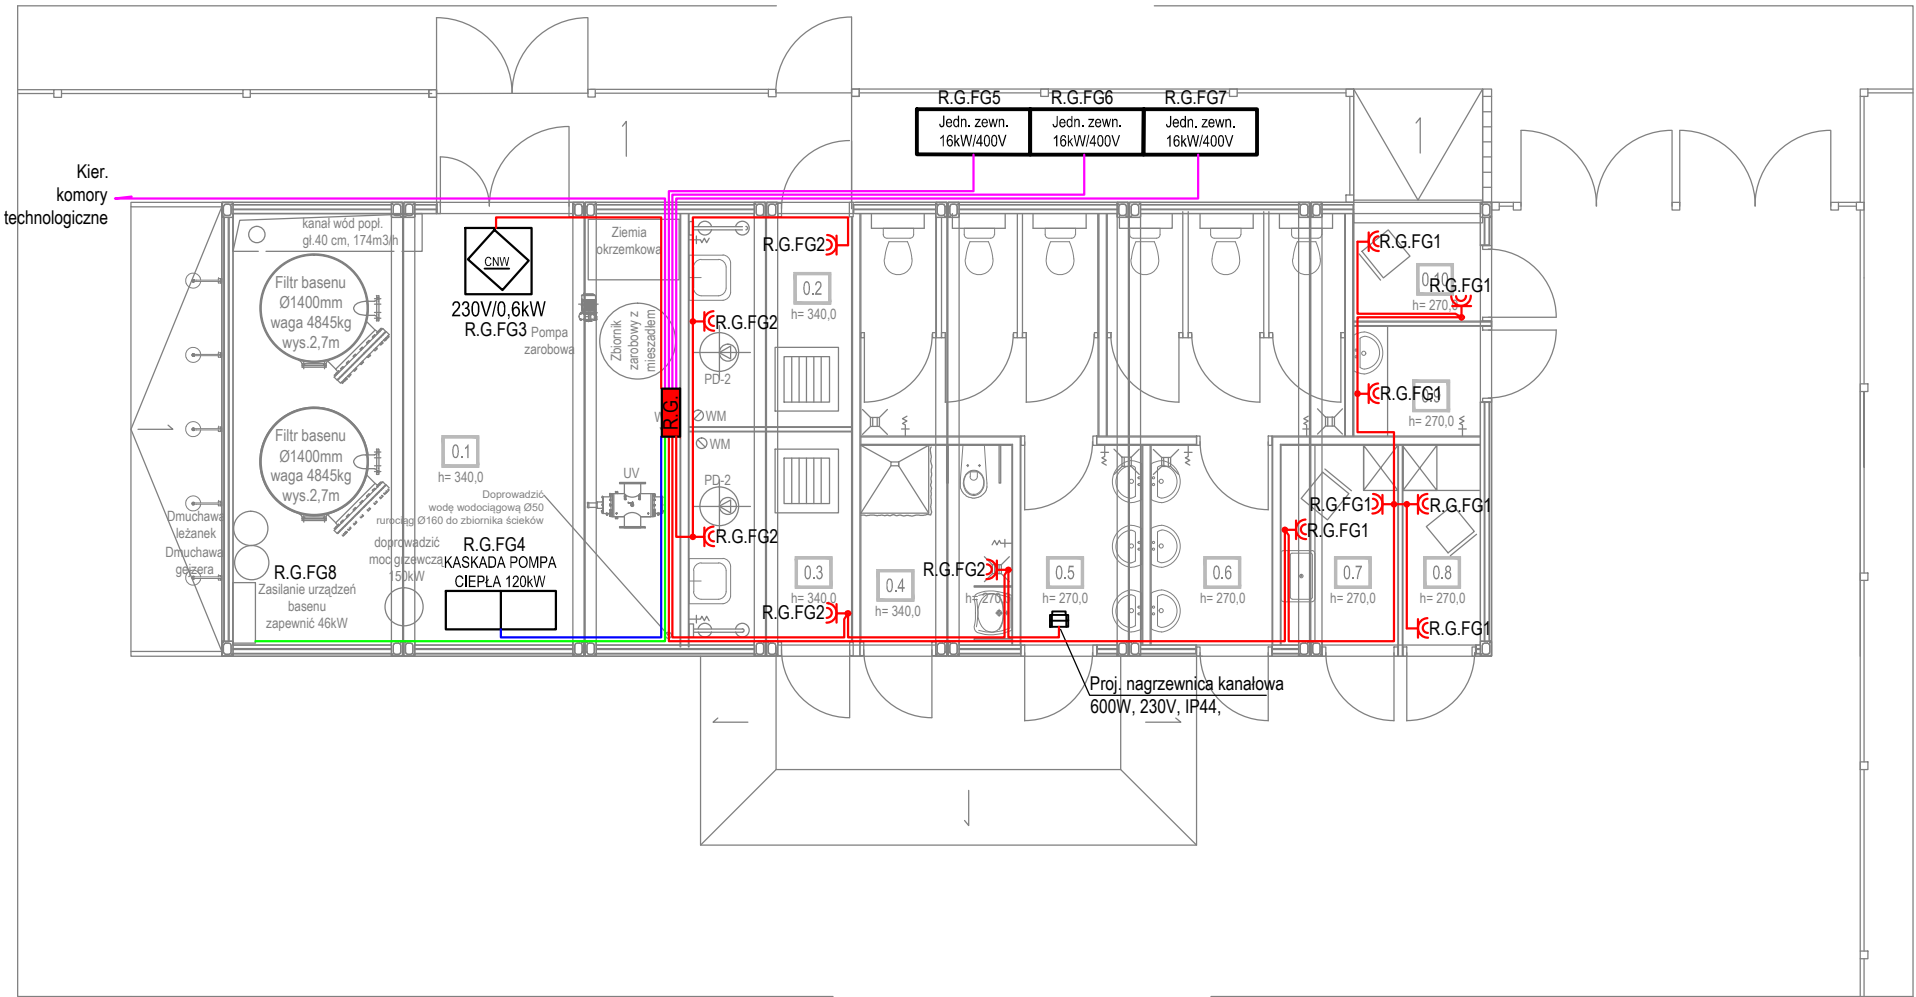 R.G.FG5
R.G.FG6
R.G.FG7
Jedn. zewn.
16kW/400V
Jedn. zewn.
16kW/400V
Jedn. zewn.
16kW/400V
Kier.
komory
technologiczne
kanał wód popł.
gł.40 cm, 174m3/h
Filtr basenu
Ø1400mm
waga 4845kg
wys.2,7m
CNW
230V/0,6kW
R.G.FG3
Pompa
zarobowa
Ziemia
okrzemkowa
Zbiornik
zarobowy z
mieszadłem
R.G.FG2
0.2
h= 340,0
R.G.FG2
PD-2
WM
R.G.
WM
PD-2
R.G.FG1
0.10
R.G.FG1
h= 270,0
R.G.FG1
0.9
h= 270,0
Filtr basenu
Ø1400mm
waga 4845kg
wys.2,7m
0.1
h= 340,0
UV
Doprowadzić
wodę wodociągową Ø50
rurociąg Ø160 do zbiornika ścieków
Dmuchawa
leżanek
Dmuchawa
gejzera
doprowadzić
moc grzewczą
150kW
R.G.FG4
KASKADA POMPA
CIEPŁA 120kW
R.G.FG8
Zasilanie urządzeń
basenu
zapewnić 46kW
R.G.FG2
0.3
h= 340,0
R.G.FG2
0.4
h= 340,0
R.G.FG2
h= 270,0
0.5
h= 270,0
0.6
h= 270,0
R.G.FG1
R.G.FG1
0.7
h= 270,0
R.G.FG1
0.8
h= 270,0
R.G.FG1
Proj. nagrzewnica kanałowa
600W, 230V, IP44,